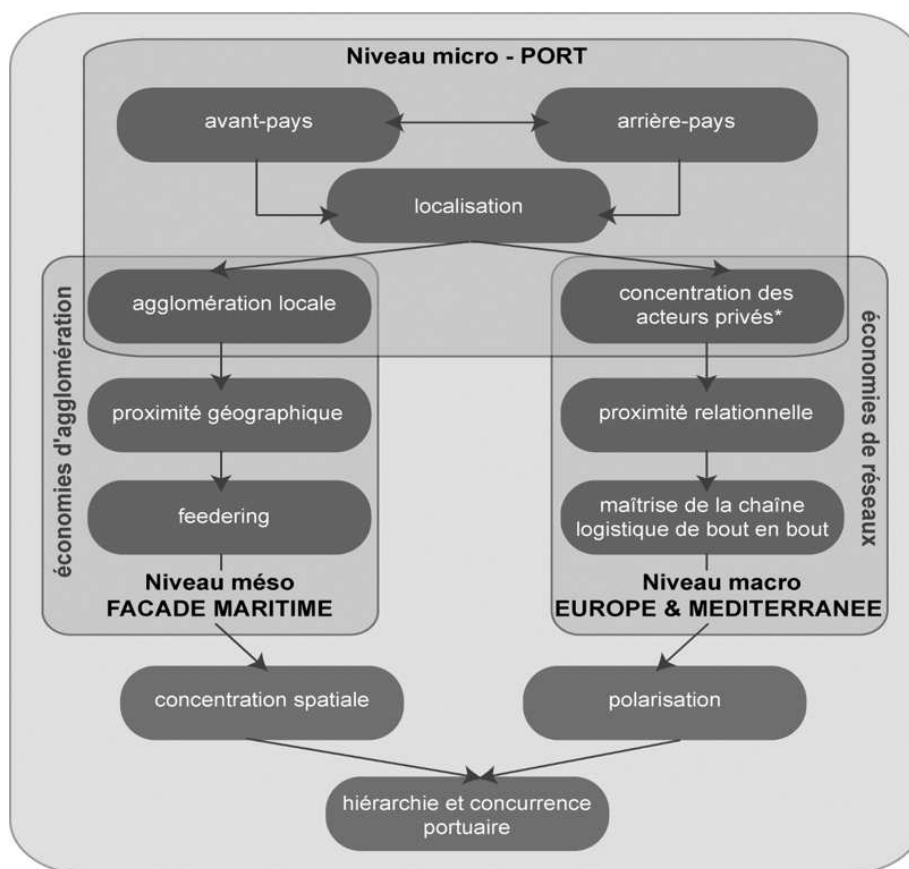 Niveau micro - PORT
avant-pays
arrière-pays
localisation
économies d'agglomération
agglomération locale
proximité géographique
feedering
Niveau méso
FACADE MARITIME
concentration des
acteurs privés*
proximité relationnelle
maîtrise de la chaîne
logistique de bout en bout
Niveau macro
EUROPE & MEDITERRANEE
économies de réseaux
concentration spatiale
polarisation
hiérarchie et concurrence
portuaire